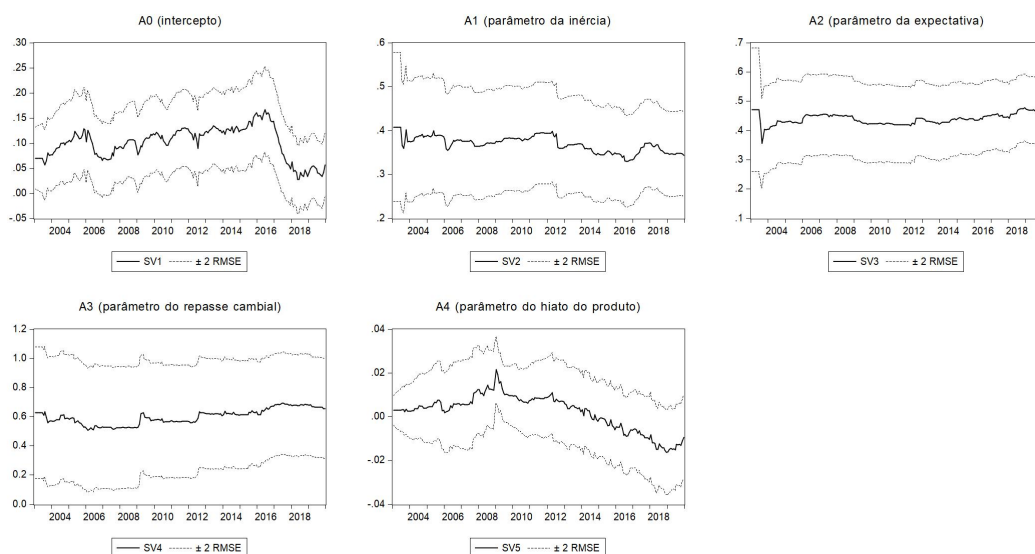 A0 (intercepto)
.30
.25
.20
.15
.10
.05
.00
-.05
2004 2006 2008 2010 2012 2014 2016 2018
SV1 ± 2 RMSE
A1 (parâmetro da inércia)
.6
.5
.4
.3
.2
2004 2006 2008 2010 2012 2014 2016 2018
SV2 ± 2 RMSE
A2 (parâmetro da expectativa)
.7
.6
.5
.4
.3
.2
.1
2004 2006 2008 2010 2012 2014 2016 2018
SV3 ± 2 RMSE
A3 (parâmetro do repasse cambial)
1.2
1.0
0.8
0.6
0.4
0.2
0.0
2004 2006 2008 2010 2012 2014 2016 2018
SV4 ± 2 RMSE
A4 (parâmetro do hiato do produto)
.04
.02
.00
-.02
-.04
2004 2006 2008 2010 2012 2014 2016 2018
SV5 ± 2 RMSE